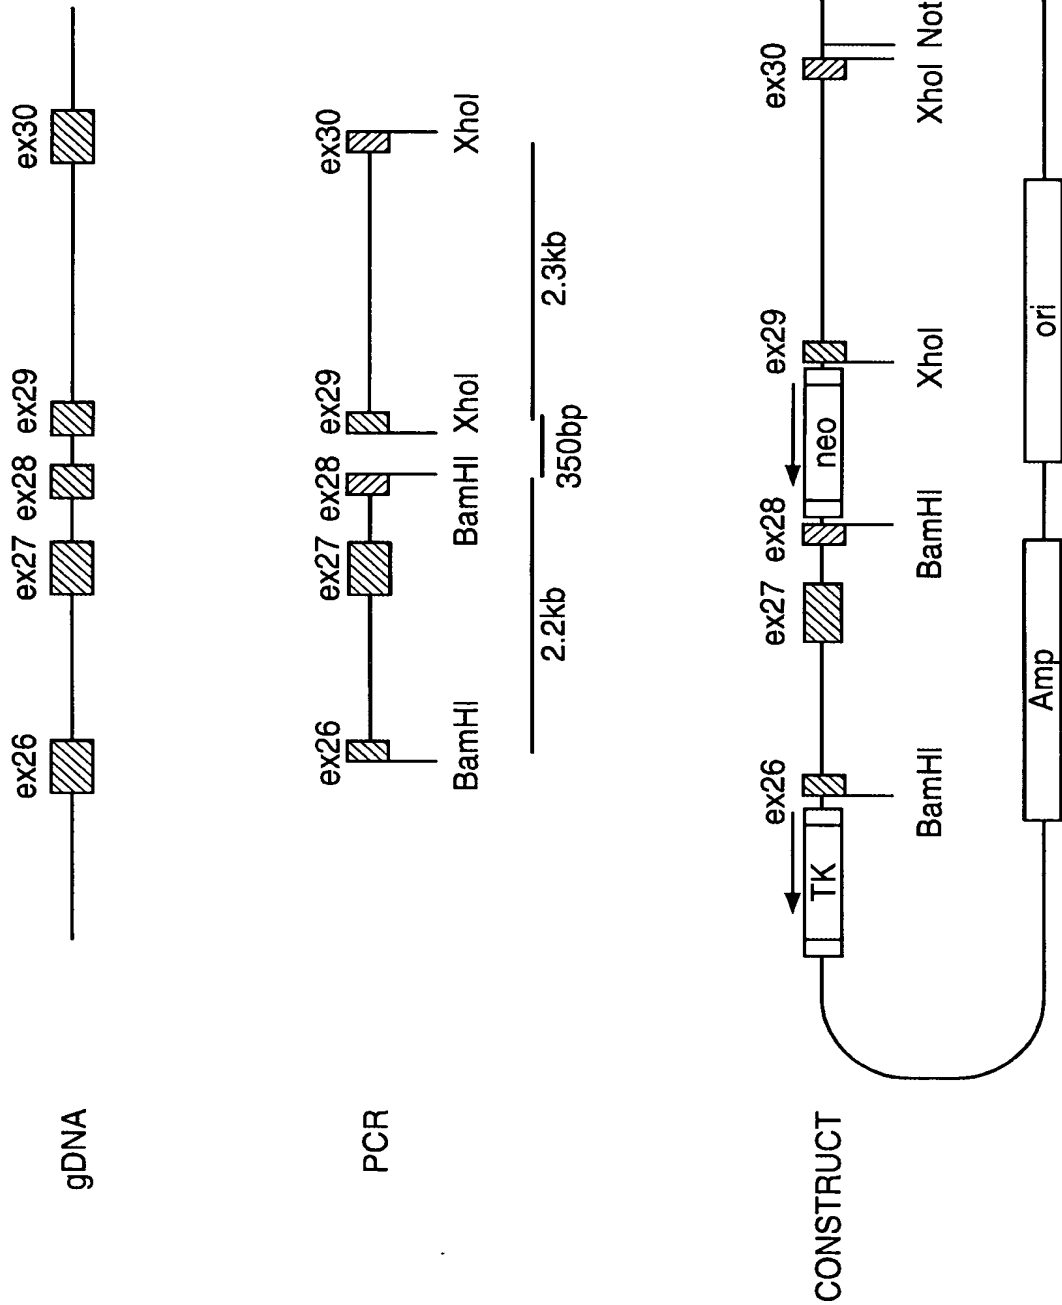 gDNA
ex26
ex27
ex28
ex29
ex30
PCR
ex26
ex27
ex28
ex29
ex30
BamHI
BamHI
XhoI
XhoI
2.2kb
350bp
2.3kb
CONSTRUCT
TK
ex26
ex27
ex28
neo
ex29
ex30
BamHI
BamHI
XhoI
XhoI
Not
Amp
ori